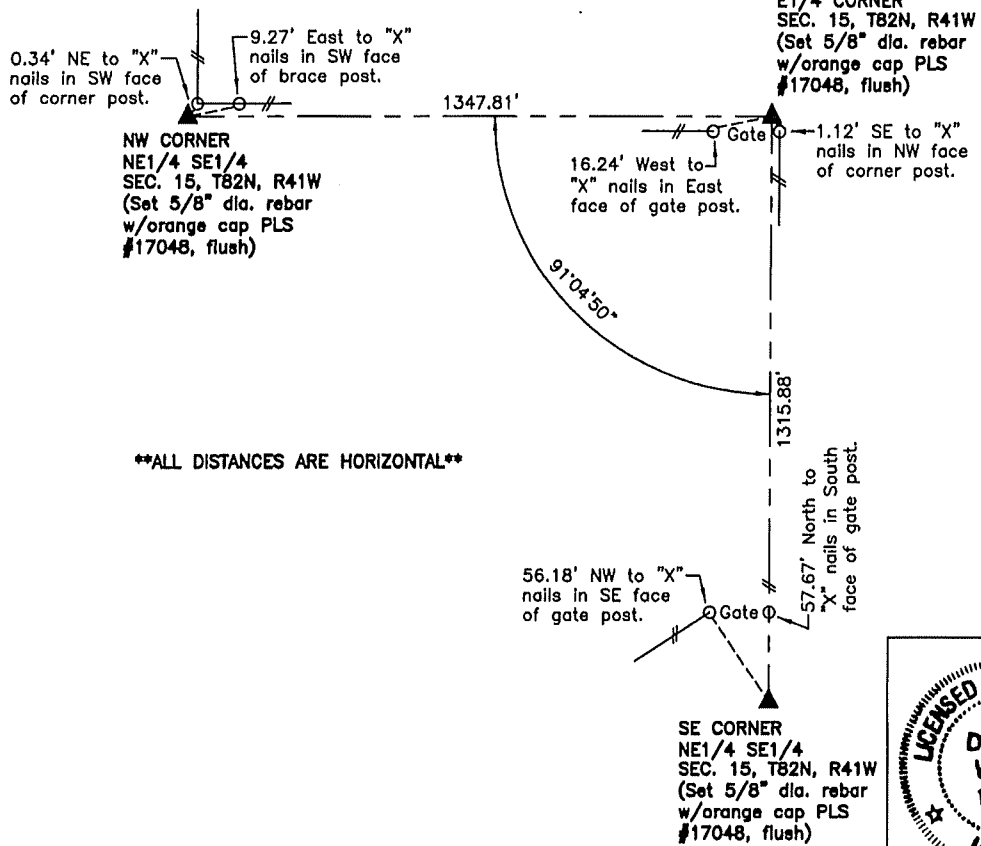 E1/4 CORNER
SEC. 15, T82N, R41W
(Set 5/8" dia. rebar
w/orange cap PLS
#17048, flush)
0.34' NE to "X"
nails in SW face
of corner post.
9.27' East to "X"
nails in SW face
of brace post.
1347.81'
NW CORNER
NE1/4 SE1/4
SEC. 15, T82N, R41W
(Set 5/8" dia. rebar
w/orange cap PLS
#17048, flush)
Gate
16.24' West to
"X" nails in East
face of gate post.
1.12' SE to "X"
nails in NW face
of corner post.
91°04'50"
1315.88'
**ALL DISTANCES ARE HORIZONTAL**
57.67' North to
"X" nails in South
face of gate post.
56.18' NW to "X"
nails in SE face
of gate post.
Gate
SE CORNER
NE1/4 SE1/4
SEC. 15, T82N, R41W
(Set 5/8" dia. rebar
w/orange cap PLS
#17048, flush)
LICENSED